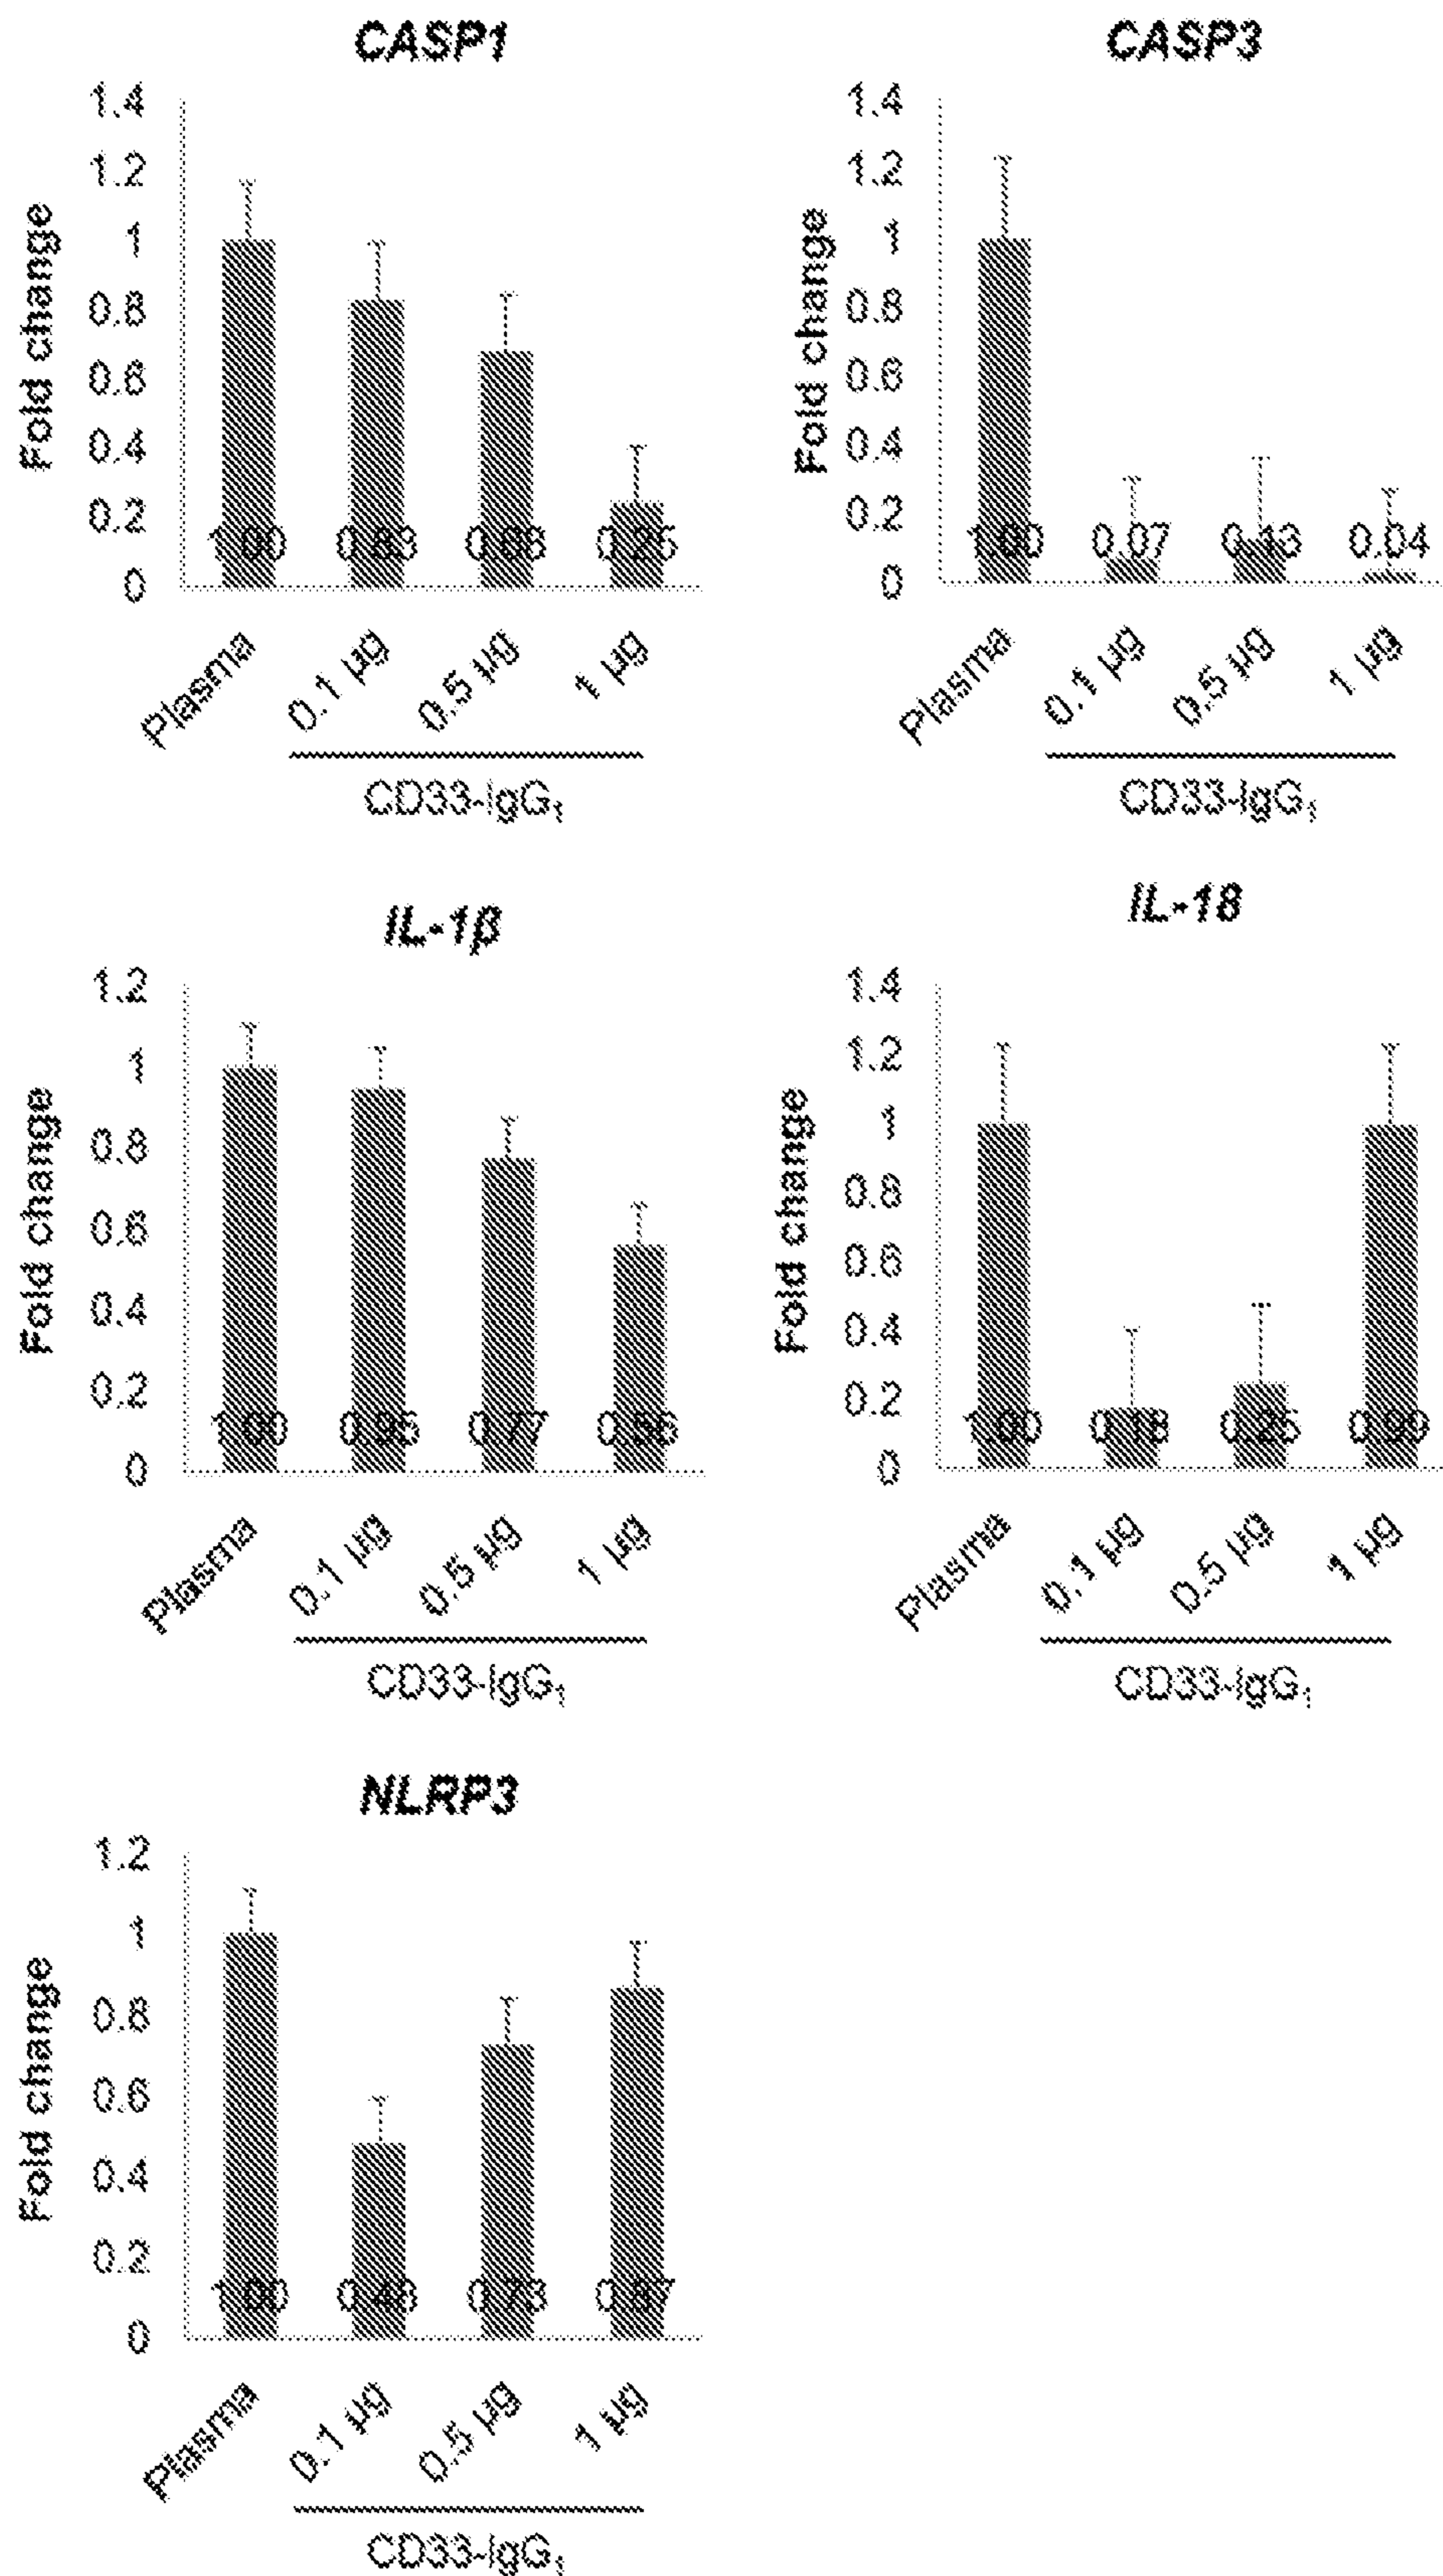 CASP1
1.4
1.2
1
0.8
0.6
0.4
0.2
0
Fold change
1.00 0.83 0.25
Plasma 0.1 µg 0.5 µg 1 µg
CD33-IgG₁
CASP3
1.4
1.2
1
0.8
0.6
0.4
0.2
0
Fold change
1.00 0.07 0.13 0.04
Plasma 0.1 µg 0.5 µg 1 µg
CD33-IgG₁
IL-1β
1.2
1
0.8
0.6
0.4
0.2
0
Fold change
1.00 0.95 0.77 0.56
Plasma 0.1 µg 0.5 µg 1 µg
CD33-IgG₁
IL-18
1.4
1.2
1
0.8
0.6
0.4
0.2
0
Fold change
1.00 0.18 0.25 0.99
Plasma 0.1 µg 0.5 µg 1 µg
CD33-IgG₁
NLRP3
1.2
1
0.8
0.6
0.4
0.2
0
Fold change
1.00 0.48 0.73 0.87
Plasma 0.1 µg 0.5 µg 1 µg
CD33-IgG₁